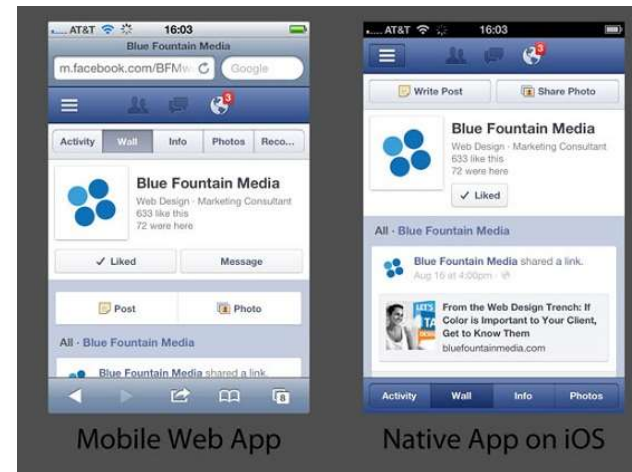 AT&T 16:03
Blue Fountain Media
m.facebook.com/BFMw
Google
3
Activity Wall Info Photos Reco...
Blue Fountain Media
Web Design · Marketing Consultant
633 like this
72 were here
✓ Liked
Message
Post
Photo
All · Blue Fountain Media
Blue Fountain Media shared a link.
8
Mobile Web App
AT&T 16:03
3
Write Post
Share Photo
Blue Fountain Media
Web Design · Marketing Consultant
633 like this
72 were here
✓ Liked
All · Blue Fountain Media
Blue Fountain Media shared a link.
Aug 16 at 4:00pm ·
LET'S
TA
From the Web Design Trench: If
Color is Important to Your Client,
Get to Know Them
bluefountainmedia.com
Activity Wall Info Photos
Native App on iOS